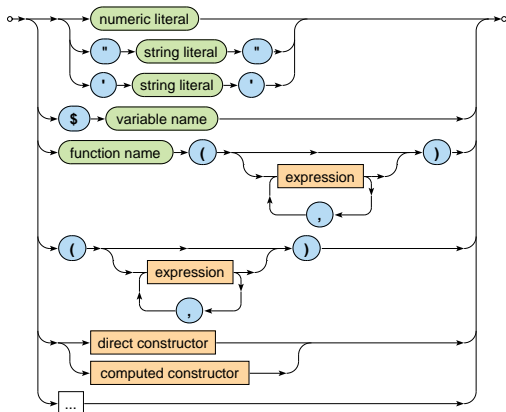 numeric literal
" string literal "
' string literal '
$ variable name
function name ( )
expression
,
( )
expression
,
direct constructor
computed constructor
...